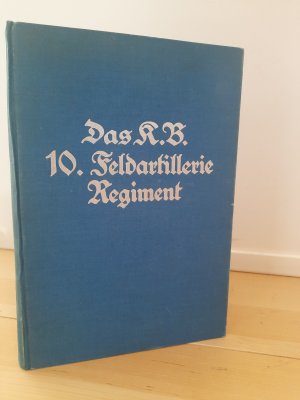 Das K.B.
10. Feldartillerie
Regiment